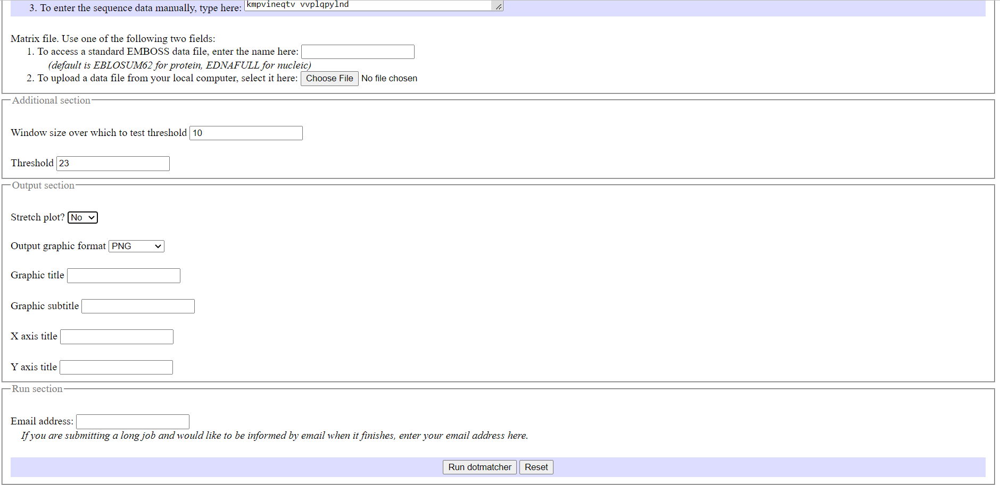 3. To enter the sequence data manually, type here: kmpvineqtv vvplqpylnd
Matrix file. Use one of the following two fields:
1. To access a standard EMBOSS data file, enter the name here:
(default is EBLOSUM62 for protein, EDNAFULL for nucleic)
2. To upload a data file from your local computer, select it here: Choose File No file chosen
Additional section
Window size over which to test threshold 10
Threshold 23
Output section
Stretch plot? No
Output graphic format PNG
Graphic title
Graphic subtitle
X axis title
Y axis title
Run section
Email address:
If you are submitting a long job and would like to be informed by email when it finishes, enter your email address here.
Run dotmatcher Reset